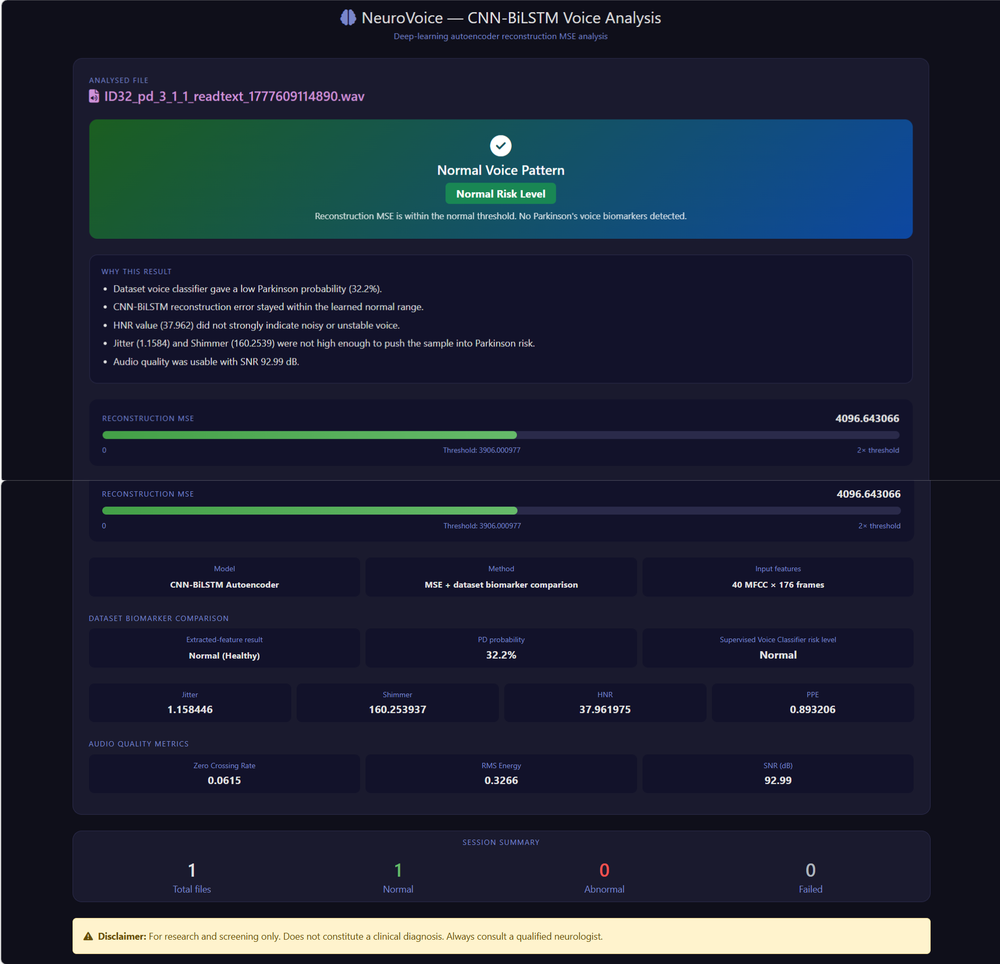 NeuroVoice — CNN-BiLSTM Voice Analysis
Deep-learning autoencoder reconstruction MSE analysis
ANALYSED FILE
ID32_pd_3_1_1_readtext_1777609114890.wav
Normal Voice Pattern
Normal Risk Level
Reconstruction MSE is within the normal threshold. No Parkinson's voice biomarkers detected.
WHY THIS RESULT
• Dataset voice classifier gave a low Parkinson probability (32.2%).
• CNN-BiLSTM reconstruction error stayed within the learned normal range.
• HNR value (37.962) did not strongly indicate noisy or unstable voice.
• Jitter (1.1584) and Shimmer (160.2539) were not high enough to push the sample into Parkinson risk.
• Audio quality was usable with SNR 92.99 dB.
RECONSTRUCTION MSE 4096.643066
0 Threshold: 3906.000977 2× threshold
RECONSTRUCTION MSE 4096.643066
0 Threshold: 3906.000977 2× threshold
Model Method Input features
CNN-BiLSTM Autoencoder MSE + dataset biomarker comparison 40 MFCC × 176 frames
DATASET BIOMARKER COMPARISON
Extracted-feature result PD probability Supervised Voice Classifier risk level
Normal (Healthy) 32.2% Normal
Jitter Shimmer HNR PPE
1.158446 160.253937 37.961975 0.893206
AUDIO QUALITY METRICS
Zero Crossing Rate RMS Energy SNR (dB)
0.0615 0.3266 92.99
SESSION SUMMARY
1 1 0 0
Total files Normal Abnormal Failed
Disclaimer: For research and screening only. Does not constitute a clinical diagnosis. Always consult a qualified neurologist.